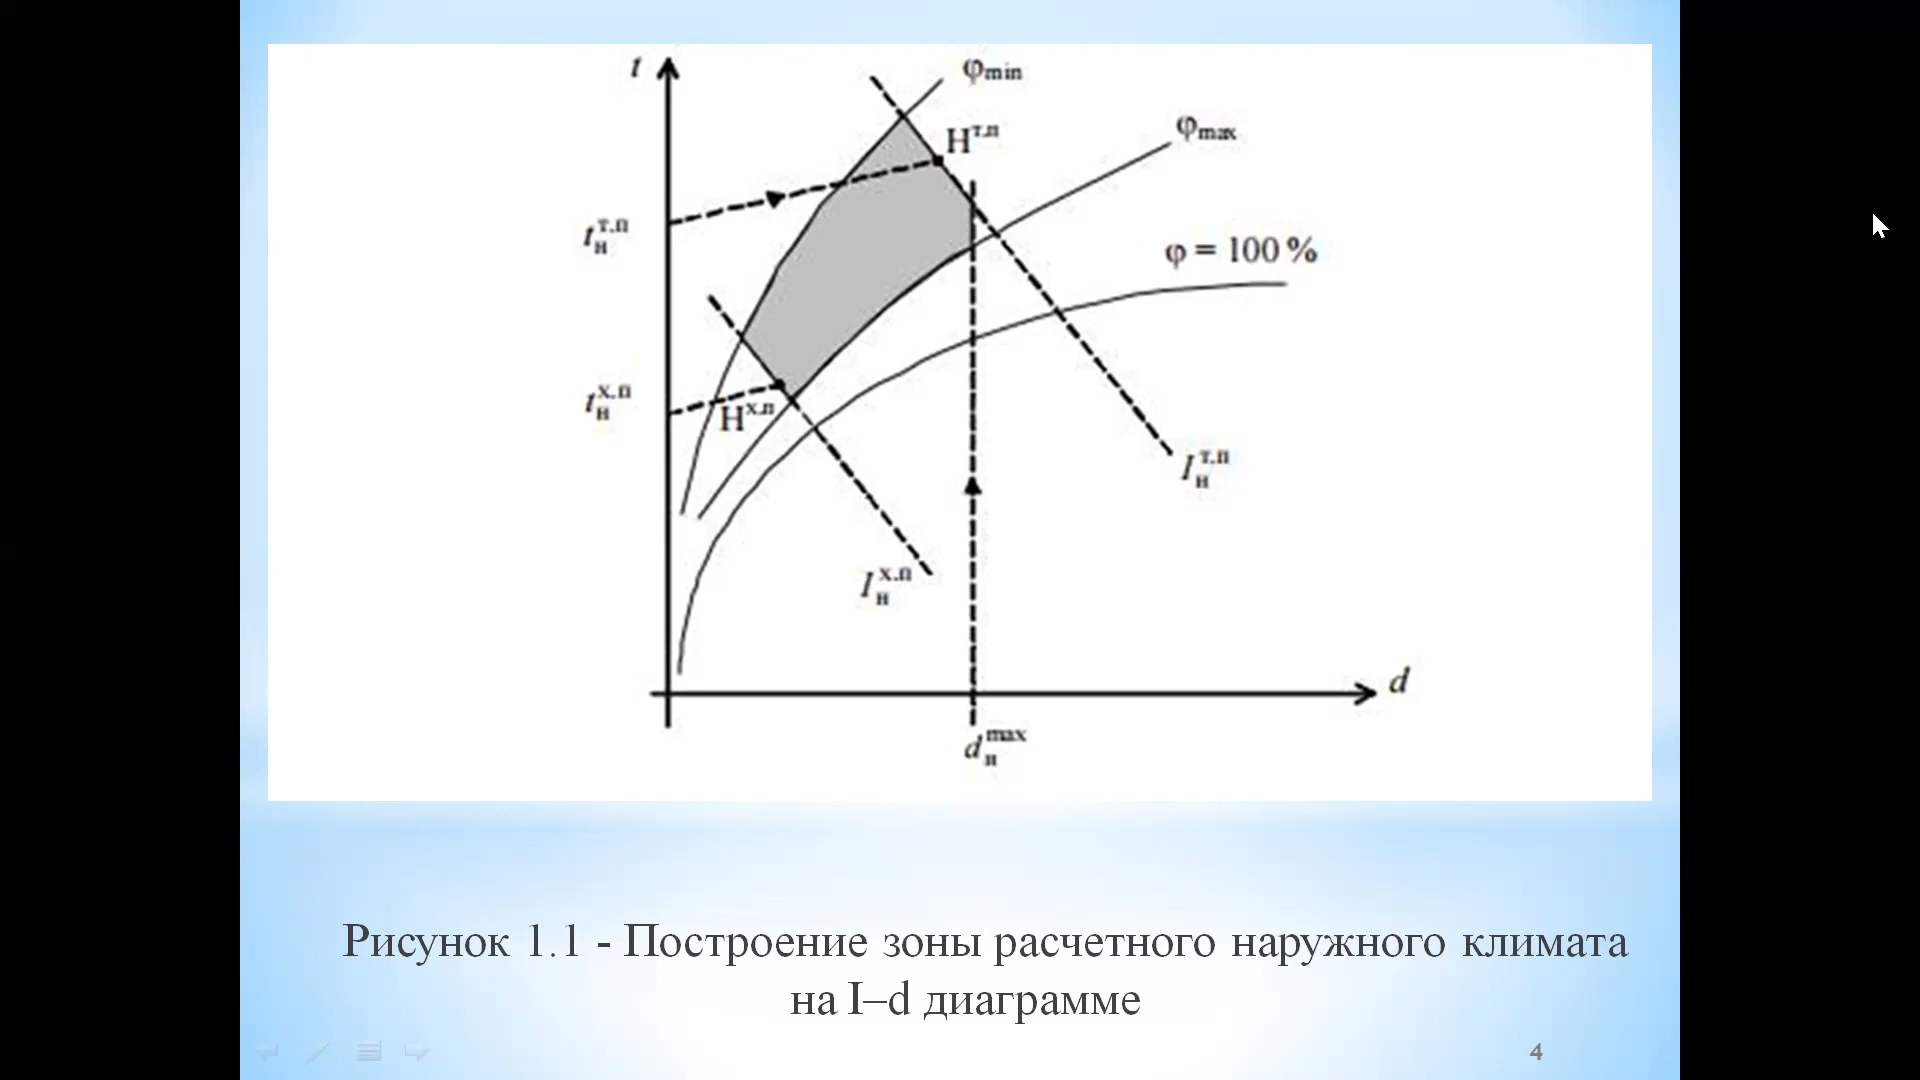 t
φmin
Hт.п
φmax
tнт.п
φ = 100 %
tнх.п
Hх.п
Iнт.п
Iнх.п
d
dнmax
Рисунок 1.1 - Построение зоны расчетного наружного климата
на I–d диаграмме
4